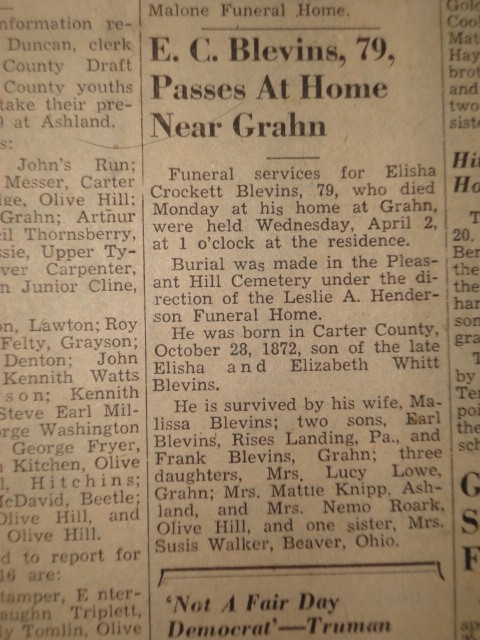 nformation re-
Duncan, clerk
County Draft
County youths
take their pre-
at Ashland.
s:
John's Run;
Messer, Carter
Olive Hill;
Grahn; Arthur
Thornsberry,
Upper Ty-
Carpenter,
Junior Cline,
Lawton; Roy
Felty, Grayson;
Denton; John
Kennith Watts
son; Kennith
Steve Earl Mil-
rge Washington
George Fryer,
Kitchen, Olive
Hitchins;
McDavid, Beetle;
Olive Hill, and
Olive Hill.
d to report for
16 are:
tamper, Enter-
aughn Triplett,
ly Tomlin, Olive
Malone Funeral Home.
E. C. Blevins, 79,
Passes At Home
Near Grahn
Funeral services for Elisha
Crockett Blevins, 79, who died
Monday at his home at Grahn,
were held Wednesday, April 2,
at 1 o'clock at the residence.
Burial was made in the Pleas-
ant Hill Cemetery under the di-
rection of the Leslie A. Hender-
son Funeral Home.
He was born in Carter County,
October 28, 1872, son of the late
Elisha and Elizabeth Whitt
Blevins.
He is survived by his wife, Ma-
lissa Blevins; two sons, Earl
Blevins, Rises Landing, Pa., and
Frank Blevins, Grahn; three
daughters, Mrs. Lucy Lowe,
Grahn; Mrs. Mattie Knipp, Ash-
land, and Mrs. Nemo Roark,
Olive Hill, and one sister, Mrs.
Susis Walker, Beaver, Ohio.
'Not A Fair Day
Democrat'—Truman